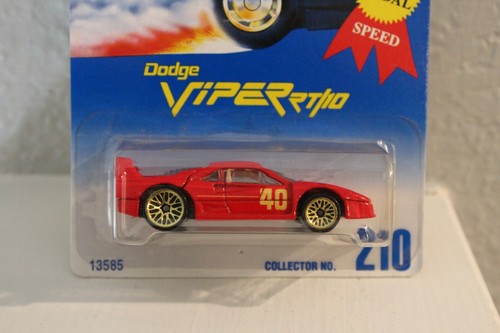 SPEED
Dodge
VIPER RT/10
'40
13585
COLLECTOR NO. 210